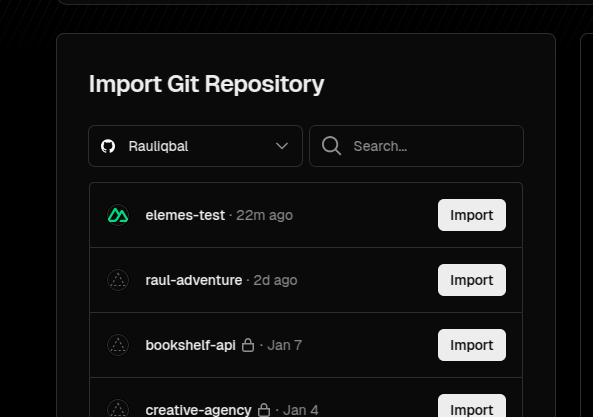 Import Git Repository
Rauliqbal
Search...
elemes-test · 22m ago
Import
raul-adventure · 2d ago
Import
bookshelf-api · Jan 7
Import
creative-agency · Jan 4
Import